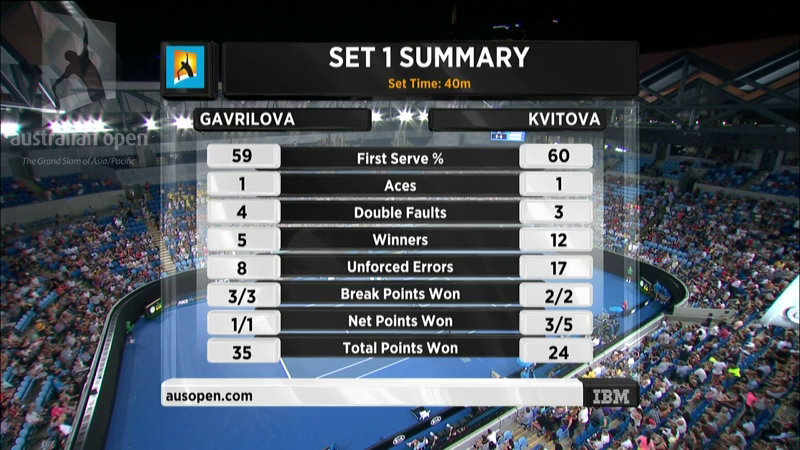 SET 1 SUMMARY
Set Time: 40m
australian open
The Grand Slam of Asia/Pacific
GAVRILOVA KVITOVA
59 First Serve % 60
1 Aces 1
4 Double Faults 3
5 Winners 12
8 Unforced Errors 17
3/3 Break Points Won 2/2
1/1 Net Points Won 3/5
35 Total Points Won 24
ausopen.com IBM